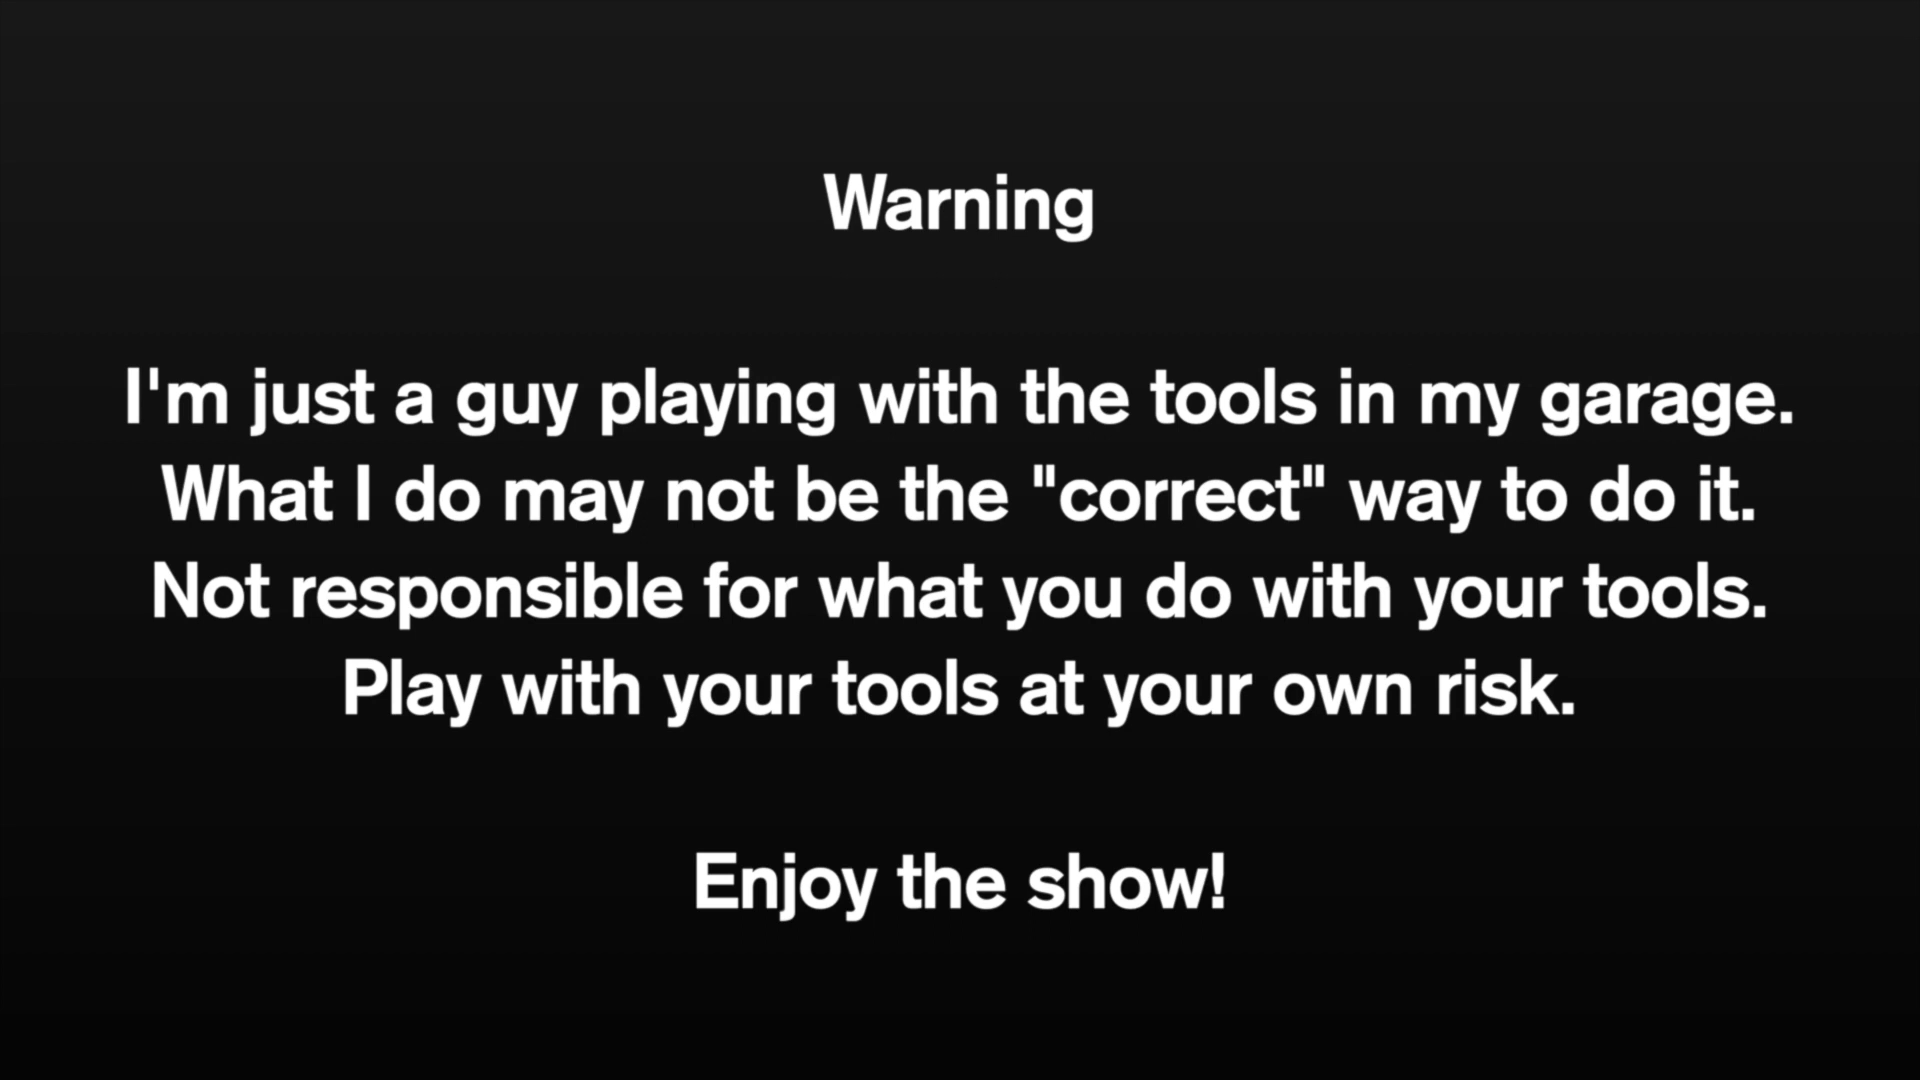 Warning
I'm just a guy playing with the tools in my garage.
What I do may not be the "correct" way to do it.
Not responsible for what you do with your tools.
Play with your tools at your own risk.
Enjoy the show!